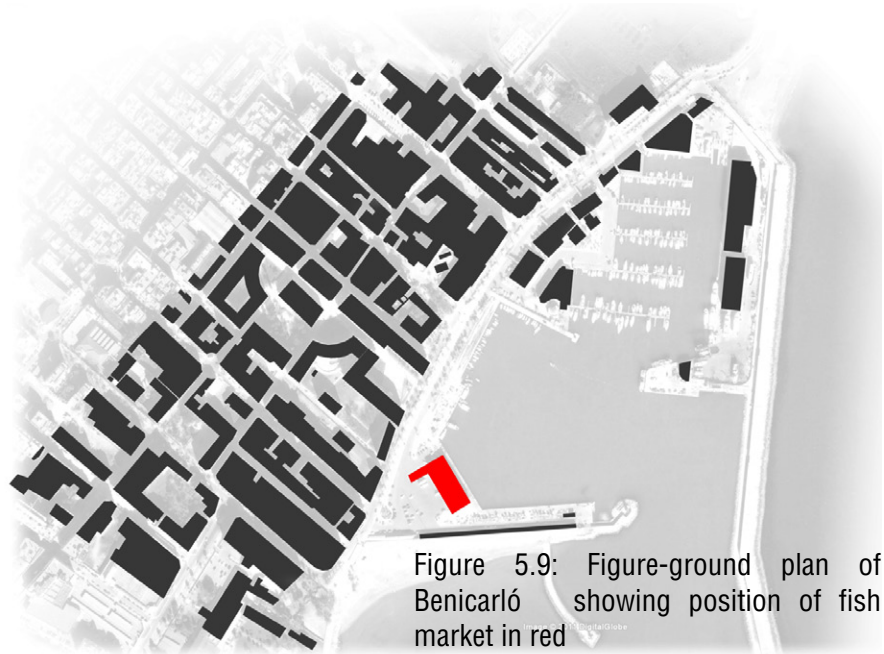 Figure 5.9: Figure-ground plan of
Benicarló showing position of fish
market in red